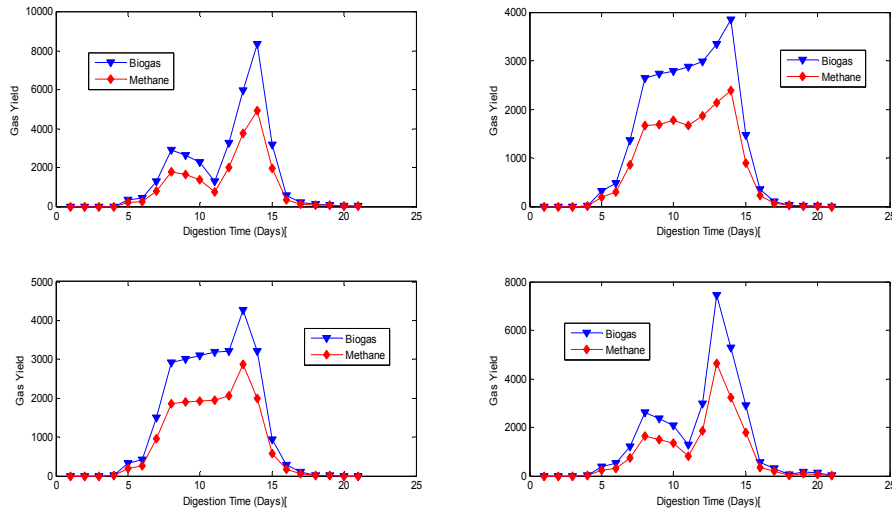 10000
8000
6000
4000
2000
0
Gas Yield
Biogas
Methane
0 5 10 15 20 25
Digestion Time (Days)[
4000
3000
2000
1000
0
Gas Yield
Biogas
Methane
0 5 10 15 20 25
Digestion Time (Days)[
5000
4000
3000
2000
1000
0
Gas Yield
Biogas
Methane
0 5 10 15 20 25
Digestion Time (Days)[
8000
6000
4000
2000
0
Gas Yield
Biogas
Methane
0 5 10 15 20 25
Digestion Time (Days)[